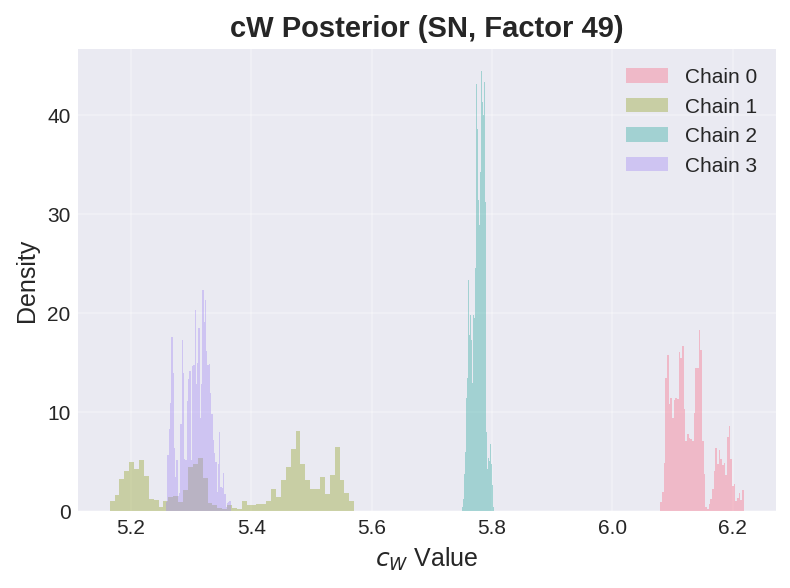 cW Posterior (SN, Factor 49)
Chain 0
Chain 1
Chain 2
Chain 3
Density
40
30
20
10
0
5.2 5.4 5.6 5.8 6.0 6.2
c_W Value